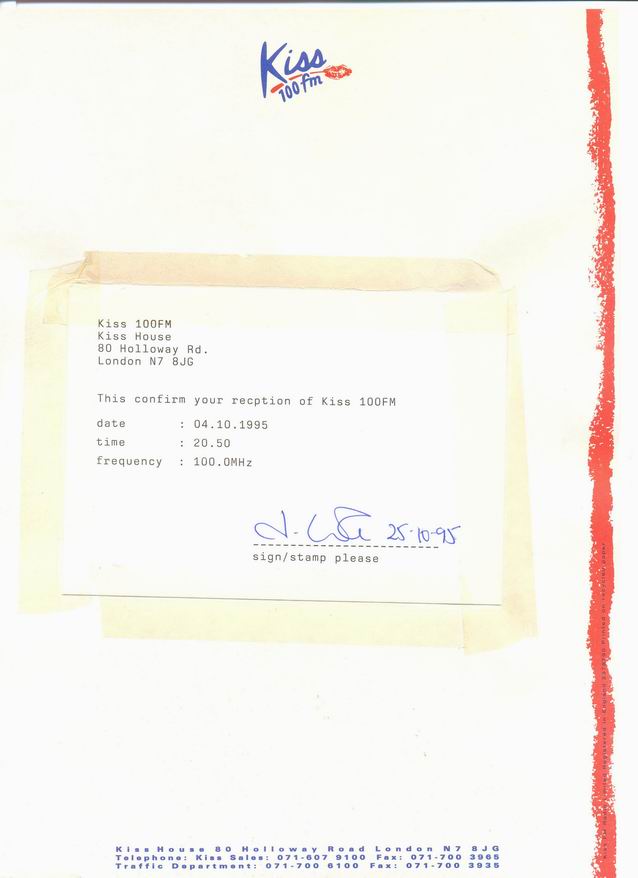 Kiss
100fm
Kiss 100FM
Kiss House
80 Holloway Rd.
London N7 8JG
This confirm your recption of Kiss 100FM
date : 04.10.1995
time : 20.50
frequency : 100.0MHz
25-10-95
sign/stamp please
Kiss House 80 Holloway Road London N7 8JG
Telephone: Kiss Sales: 071-607 9100 Fax: 071-700 3965
Traffic Department: 071-700 6100 Fax: 071-700 3935